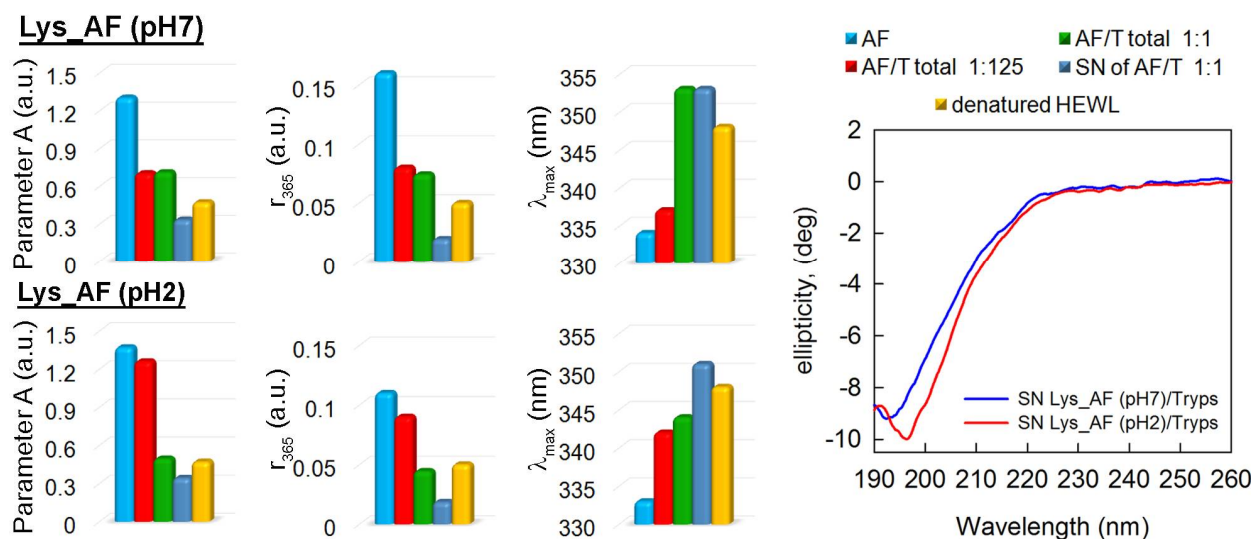 Lys_AF (pH7)
Parameter A (a.u.)
1.5
1.2
0.9
0.6
0.3
0
r365 (a.u.)
0.15
0.1
0.05
0
λmax (nm)
355
350
345
340
335
330
Lys_AF (pH2)
Parameter A (a.u.)
1.5
1.2
0.9
0.6
0.3
0
r365 (a.u.)
0.15
0.1
0.05
0
λmax (nm)
355
350
345
340
335
330
AF AF/T total 1:1
AF/T total 1:125 SN of AF/T 1:1
denatured HEWL
ellipticity, (deg)
2
0
-2
-4
-6
-8
-10
SN Lys_AF (pH7)/Tryps
SN Lys_AF (pH2)/Tryps
190 200 210 220 230 240 250 260
Wavelength (nm)